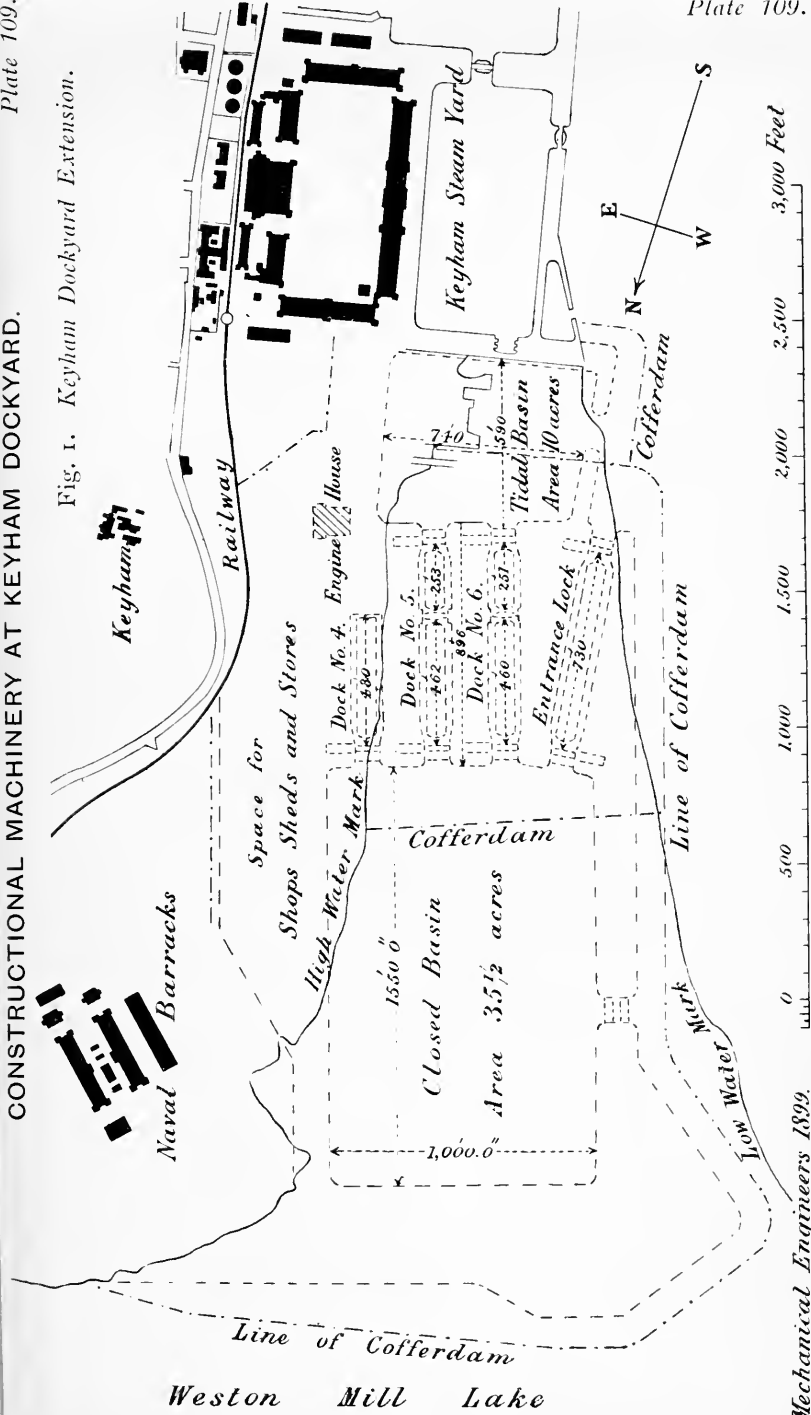 Plate 109.
CONSTRUCTIONAL MACHINERY AT KEYHAM DOCKYARD.
Plate 109.
Fig. 1. Keyham Dockyard Extension.
Keyham
Railway
Naval Barracks
Space for
Shops Sheds and Stores
Engine House
Keyham Steam Yard
High Water Mark
Dock No. 4.
480
Dock No. 5.
462
253
896
Dock No. 6.
460
251
Entrance Lock
730
740
590
Tidal Basin
Area 10 acres
Cofferdam
Closed Basin
Area 35½ acres
1550' 0"
1,000' 0"
Cofferdam
Line of Cofferdam
Low Water Mark
Line of Cofferdam
Weston Mill Lake
N
E
S
W
0 500 1,000 1,500 2,000 2,500 3,000 Feet
Mechanical Engineers 1899.